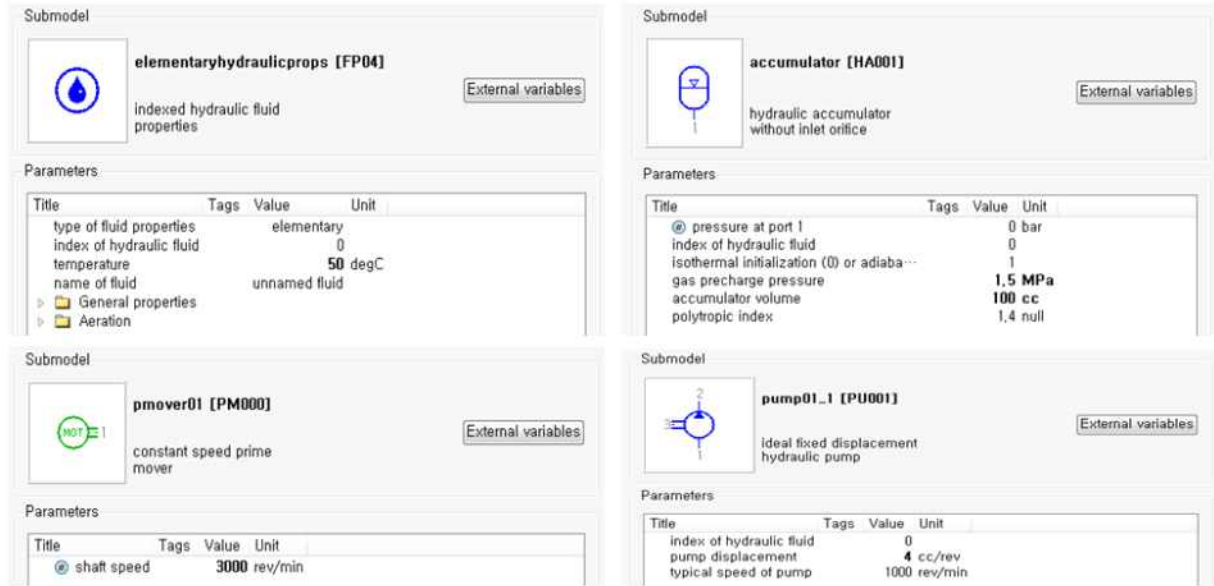 Submodel
elementaryhydraulicprops [FP04]
External variables
indexed hydraulic fluid
properties
Parameters
Title Tags Value Unit
type of fluid properties elementary
index of hydraulic fluid 0
temperature 50 degC
name of fluid unnamed fluid
General properties
Aeration
Submodel
accumulator [HA001]
External variables
1
hydraulic accumulator
without inlet orifice
Parameters
Title Tags Value Unit
pressure at port 1 0 bar
index of hydraulic fluid 0
isothermal initialization (0) or adiaba…
1
gas precharge pressure 1,5 MPa
accumulator volume 100 cc
polytropic index 1,4 null
Submodel
pmover01 [PM000]
MOT 1
External variables
constant speed prime
mover
Parameters
Title Tags Value Unit
shaft speed 3000 rev/min
Submodel
2
pump01_1 [PU001]
3
External variables
ideal fixed displacement
1
hydraulic pump
Parameters
Title Tags Value Unit
index of hydraulic fluid 0
pump displacement 4 cc/rev
typical speed of pump 1000 rev/min